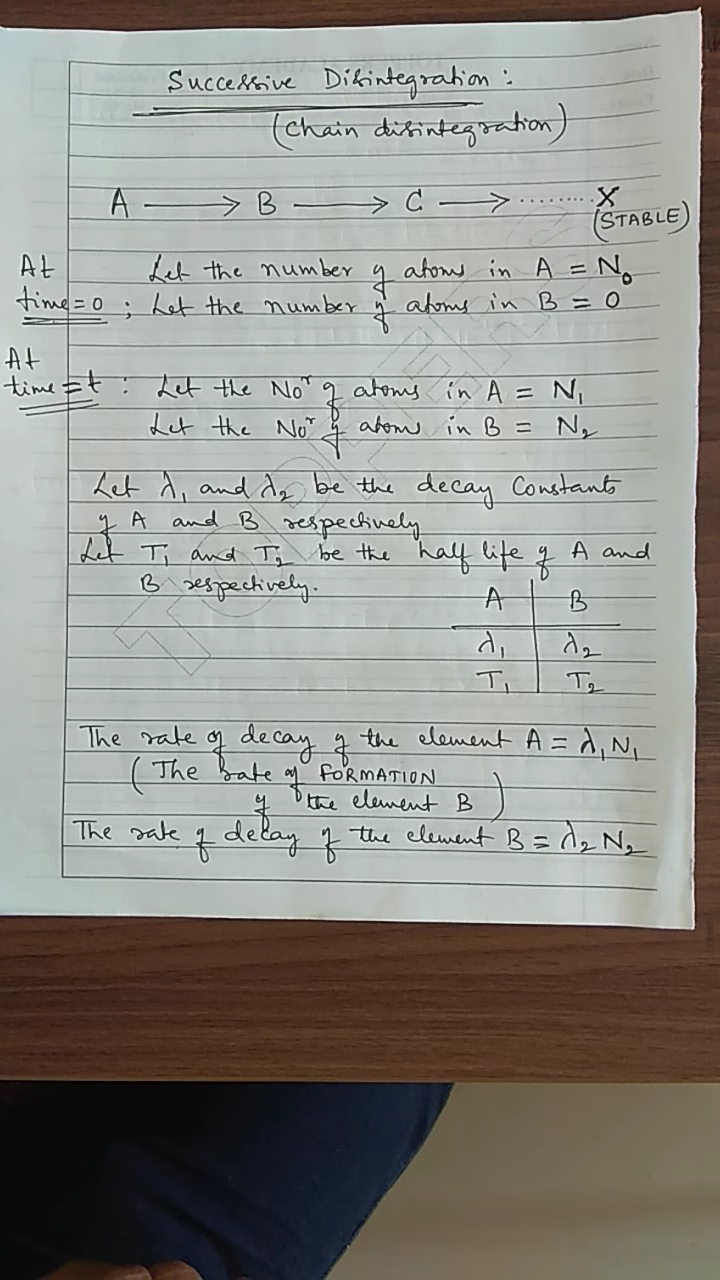 Successive Disintegration :
(Chain disintegration)
A → B → C → ......... X
(STABLE)
At Let the number of atoms in A = N₀
time = 0 ; Let the number of atoms in B = 0
At
time = t : Let the Noʳ of atoms in A = N₁
Let the Noʳ of atoms in B = N₂
Let λ₁ and λ₂ be the decay Constants
of A and B respectively
Let T₁ and T₂ be the half life of A and
B respectively.
A | B
λ₁ | λ₂
T₁ | T₂
The rate of decay of the element A = λ₁ N₁
(The rate of FORMATION
of the element B)
The rate of decay of the element B = λ₂ N₂